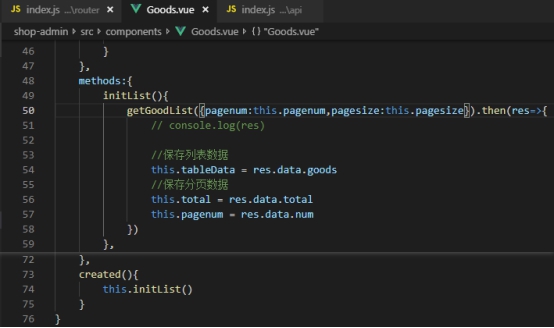 JS index.js ...\router
Goods.vue ×
JS index.js ...\api
shop-admin > src > components > Goods.vue > {} "Goods.vue"
46 }
47 },
48 methods:{
49 initList(){
50 getGoodList({pagenum:this.pagenum,pagesize:this.pagesize}).then(res=>{
51 // console.log(res)
52
53 //保存列表数据
54 this.tableData = res.data.goods
55 //保存分页数据
56 this.total = res.data.total
57 this.pagenum = res.data.num
58 })
59 },
72 },
73 created(){
74 this.initList()
75 }
76 }